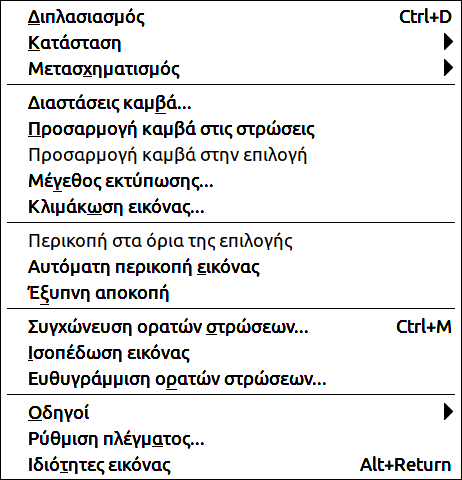 Διπλασιασμός Ctrl+D
Κατάσταση
Μετασχηματισμός
Διαστάσεις καμβά...
Προσαρμογή καμβά στις στρώσεις
Προσαρμογή καμβά στην επιλογή
Μέγεθος εκτύπωσης...
Κλιμάκωση εικόνας...
Περικοπή στα όρια της επιλογής
Αυτόματη περικοπή εικόνας
Έξυπνη αποκοπή
Συγχώνευση ορατών στρώσεων... Ctrl+M
Ισοπέδωση εικόνας
Ευθυγράμμιση ορατών στρώσεων...
Οδηγοί
Ρύθμιση πλέγματος...
Ιδιότητες εικόνας Alt+Return